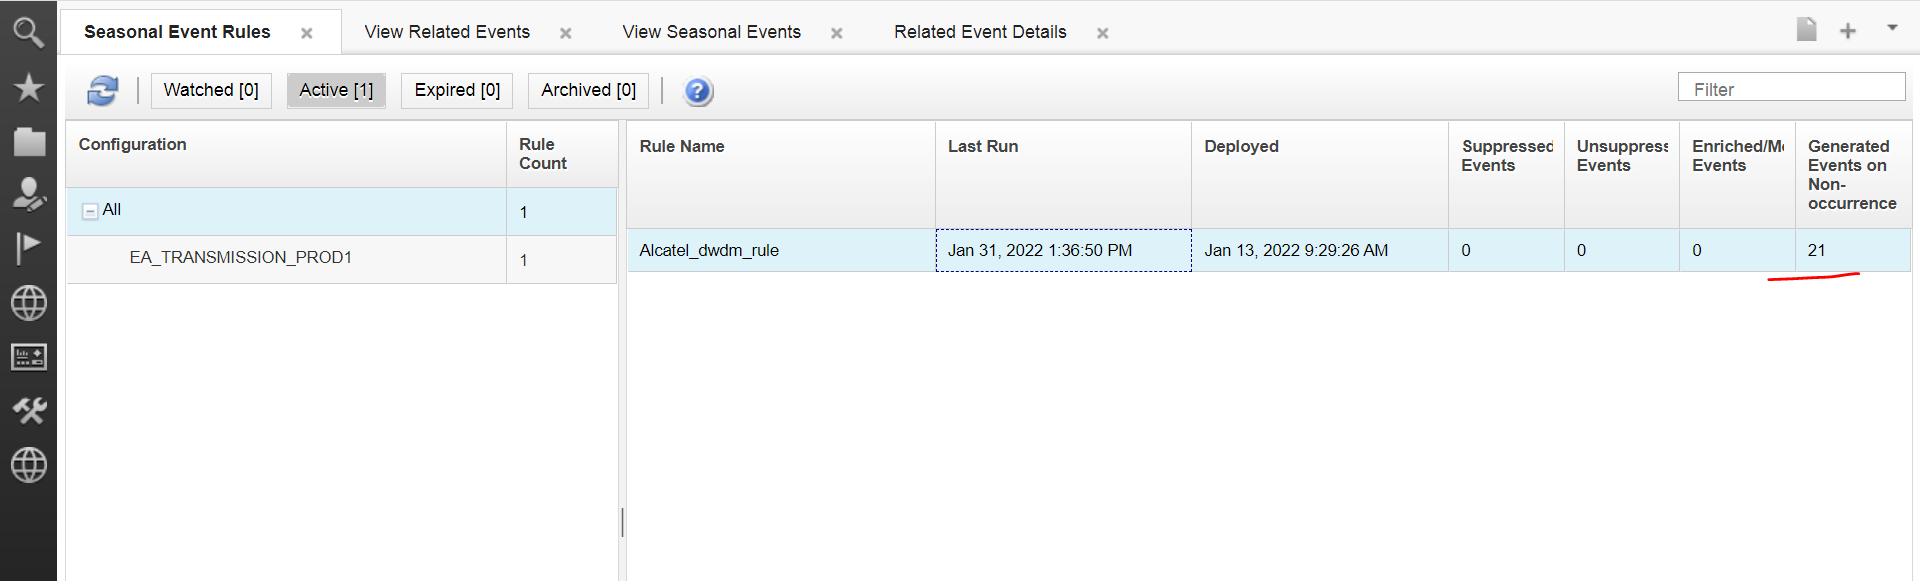 Seasonal Event Rules
View Related Events
View Seasonal Events
Related Event Details
Watched [0]
Active [1]
Expired [0]
Archived [0]
Filter
Configuration
Rule
Count
All
1
EA_TRANSMISSION_PROD1
1
Rule Name
Last Run
Deployed
Suppressed
Events
Unsuppress
Events
Enriched/Mo
Events
Generated
Events on
Non-
occurrence
Alcatel_dwdm_rule
Jan 31, 2022 1:36:50 PM
Jan 13, 2022 9:29:26 AM
0
0
0
21